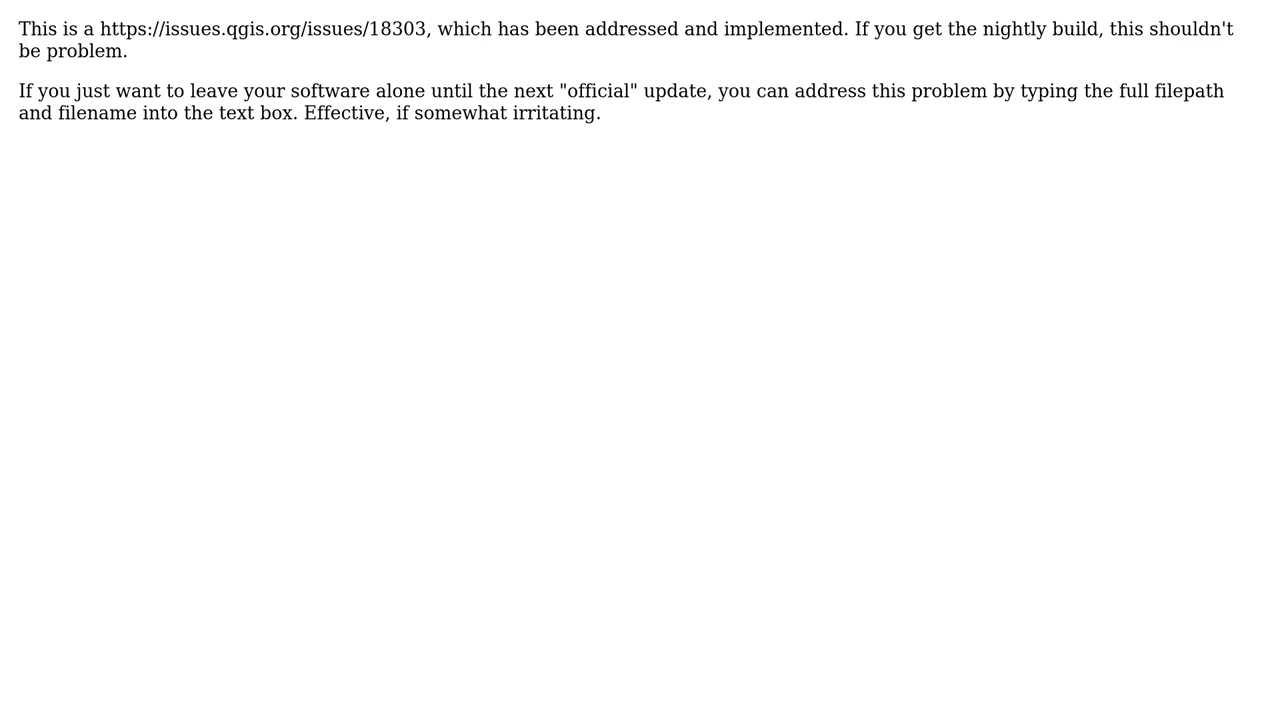 This is a https://issues.qgis.org/issues/18303, which has been addressed and implemented. If you get the nightly build, this shouldn't
be problem.
If you just want to leave your software alone until the next "official" update, you can address this problem by typing the full filepath
and filename into the text box. Effective, if somewhat irritating.